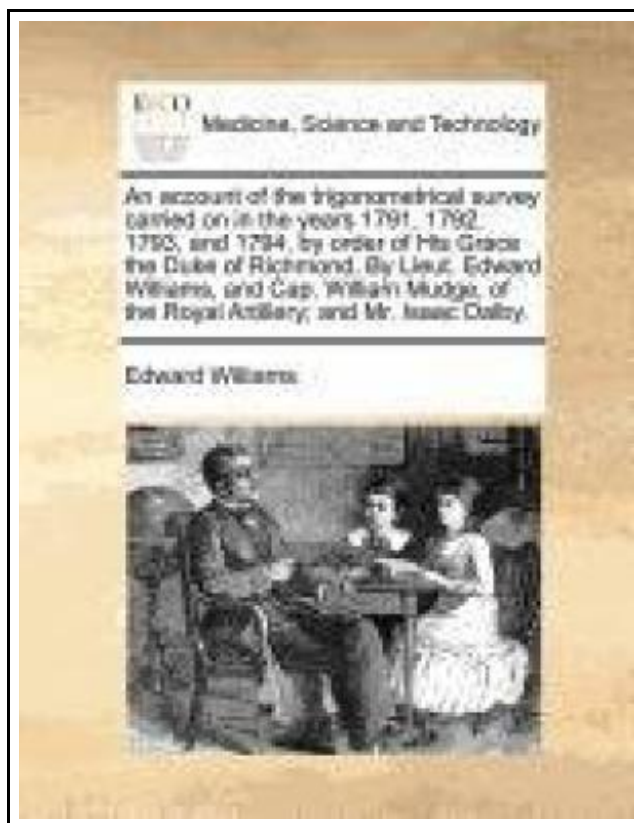 ECCO
Medicine, Science and Technology
An account of the trigonometrical survey
carried on in the years 1791, 1792,
1793, and 1794, by order of His Grace
the Duke of Richmond. By Lieut. Edward
Williams, and Cap. William Mudge, of
the Royal Artillery; and Mr. Isaac Dalby.
Edward Williams